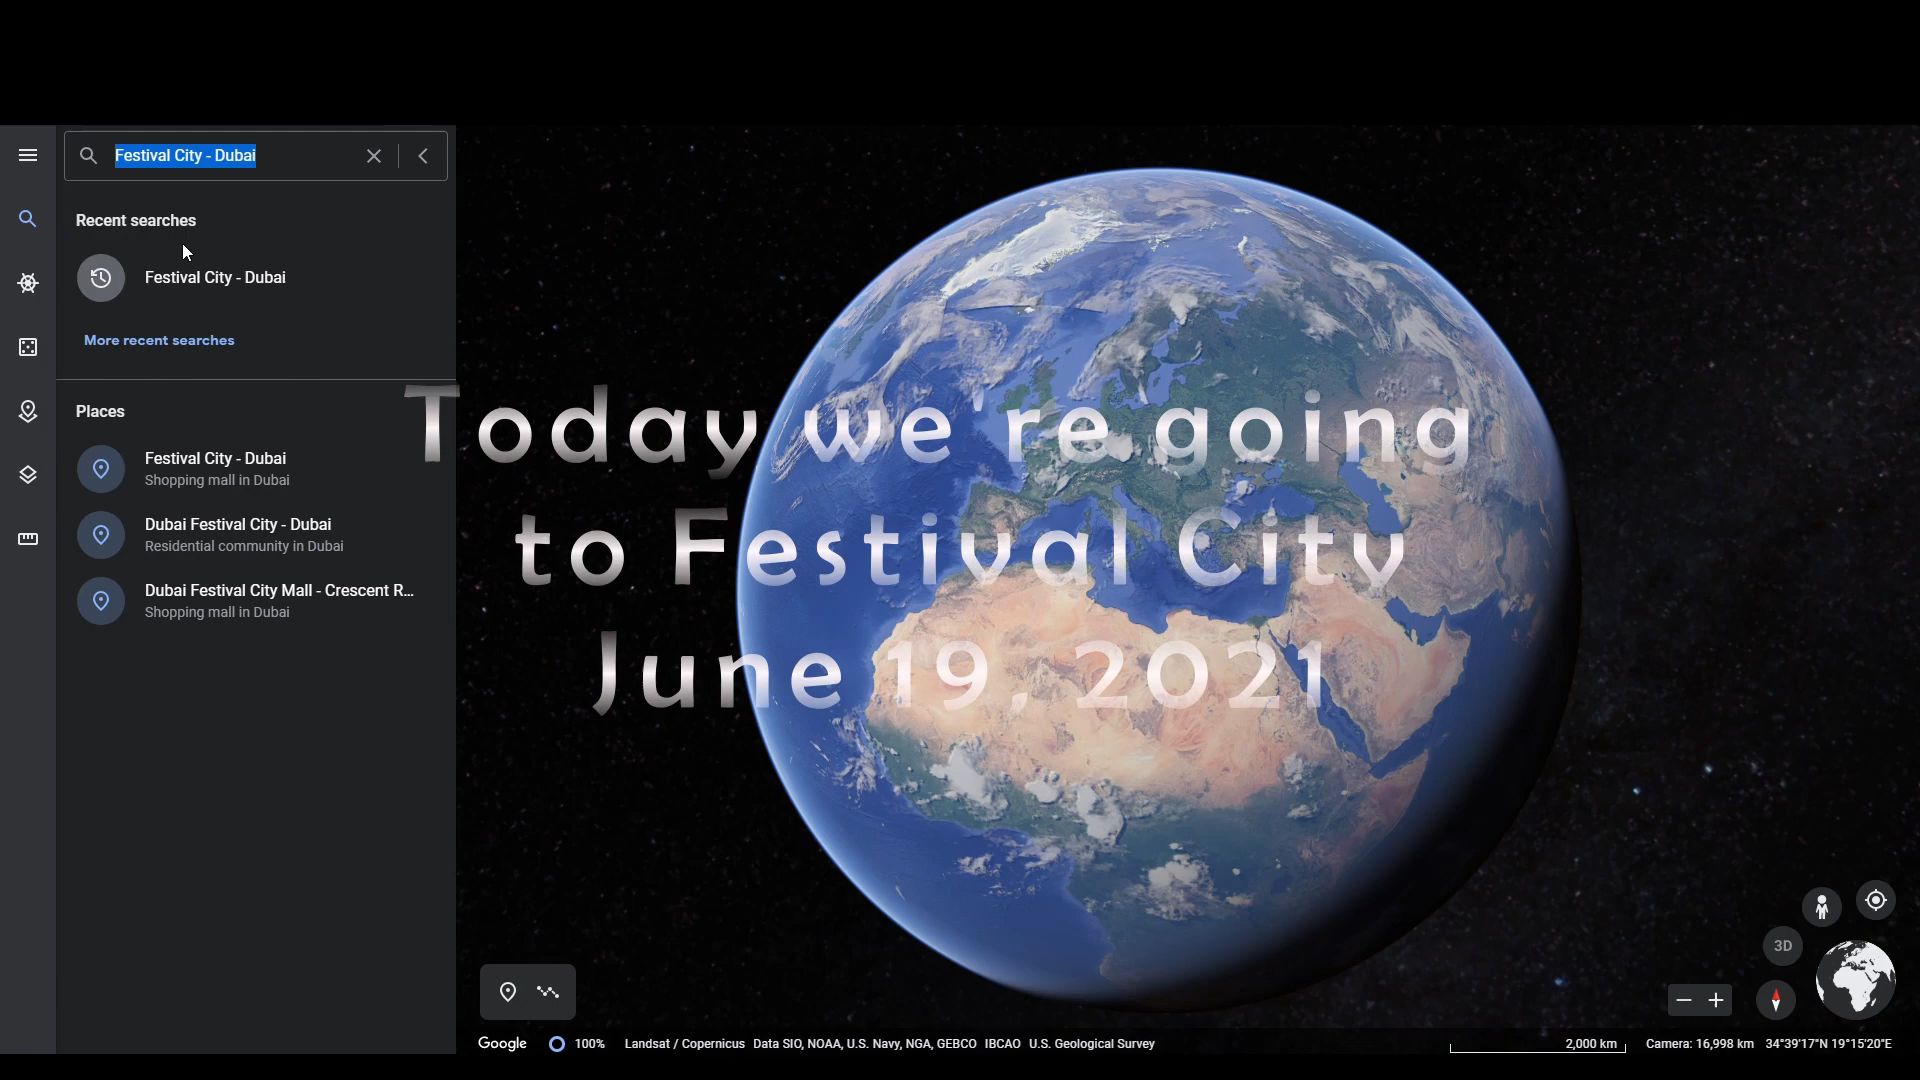 Festival City - Dubai
Recent searches
Festival City - Dubai
More recent searches
Places
Festival City - Dubai
Shopping mall in Dubai
Dubai Festival City - Dubai
Residential community in Dubai
Dubai Festival City Mall - Crescent R...
Shopping mall in Dubai
Today we're going
to Festival City
June 19, 2021
3D
Google 100% Landsat / Copernicus Data SIO, NOAA, U.S. Navy, NGA, GEBCO IBCAO U.S. Geological Survey 2,000 km Camera: 16,998 km 34°39'17"N 19°15'20"E